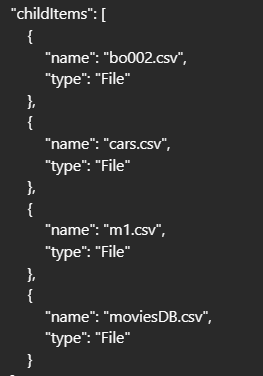 "childItems": [
{
"name": "bo002.csv",
"type": "File"
},
{
"name": "cars.csv",
"type": "File"
},
{
"name": "m1.csv",
"type": "File"
},
{
"name": "moviesDB.csv",
"type": "File"
}